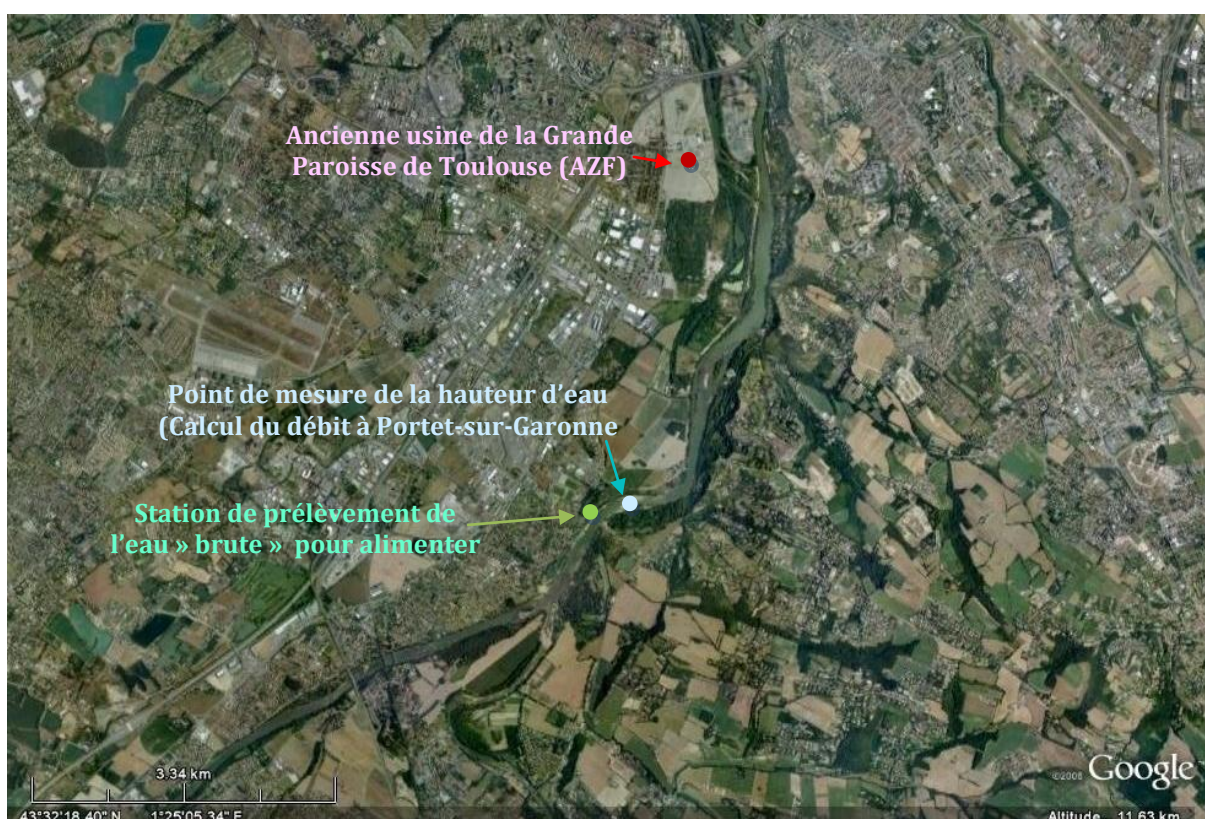 Ancienne usine de la Grande
Paroisse de Toulouse (AZF)
Point de mesure de la hauteur d’eau
(Calcul du débit à Portet-sur-Garonne
Station de prélèvement de
l’eau » brute » pour alimenter
3.34 km
©2008 Google
43°32'18.40" N 1°25'05.34" E
Altitude 11.63 km